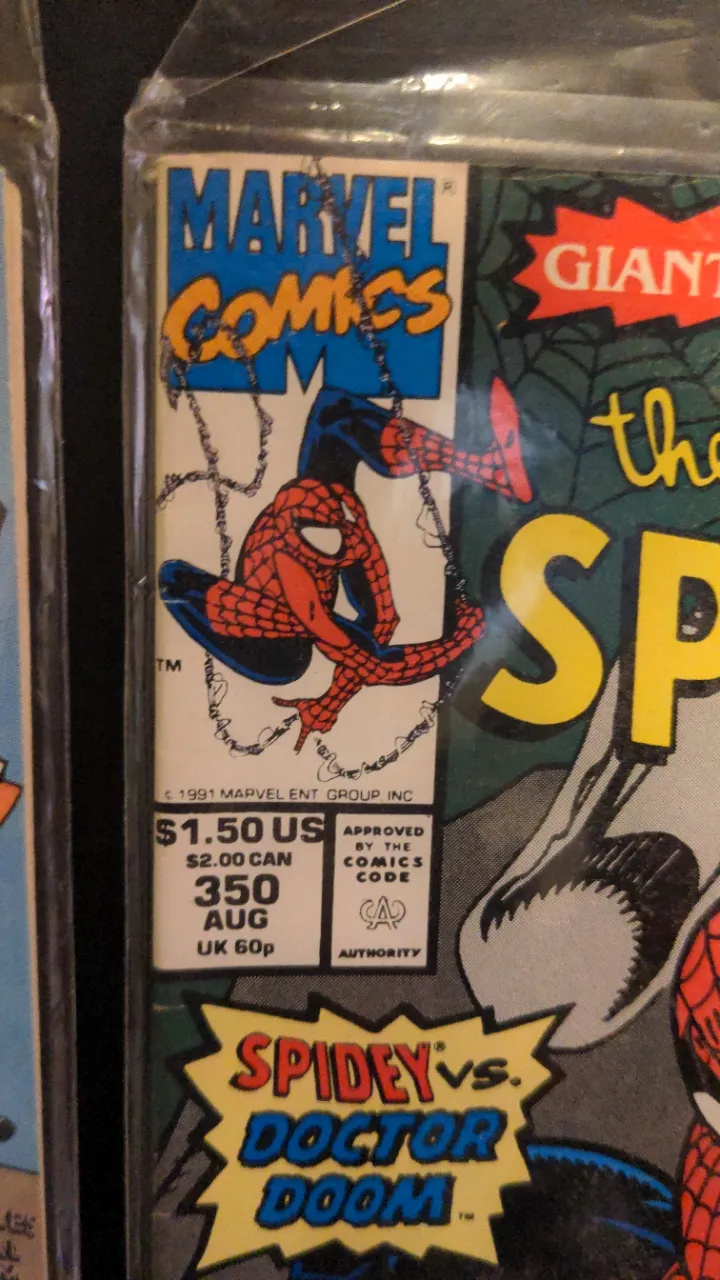 MARVEL®
COMICS
M
GIANT
the
SP
TM
© 1991 MARVEL ENT GROUP, INC
$1.50 US
$2.00 CAN
350
AUG
UK 60p
APPROVED
BY THE
COMICS
CODE
CA
AUTHORITY
SPIDEY® VS.
DOCTOR
DOOM™